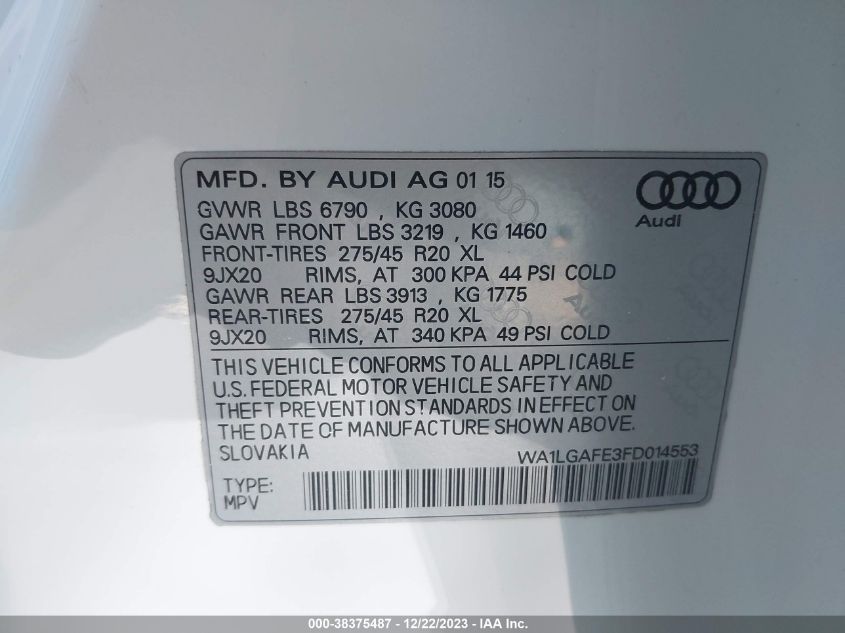 MFD. BY AUDI AG 01 15
Audi
GVWR LBS 6790 , KG 3080
GAWR FRONT LBS 3219 , KG 1460
FRONT-TIRES 275/45 R20 XL
9JX20 RIMS, AT 300 KPA 44 PSI COLD
GAWR REAR LBS 3913 , KG 1775
REAR-TIRES 275/45 R20 XL
9JX20 RIMS, AT 340 KPA 49 PSI COLD
THIS VEHICLE CONFORMS TO ALL APPLICABLE
U.S. FEDERAL MOTOR VEHICLE SAFETY AND
THEFT PREVENTION STANDARDS IN EFFECT ON
THE DATE OF MANUFACTURE SHOWN ABOVE.
SLOVAKIA WA1LGAFE3FD014553
TYPE:
MPV
000-38375487 - 12/22/2023 - IAA Inc.